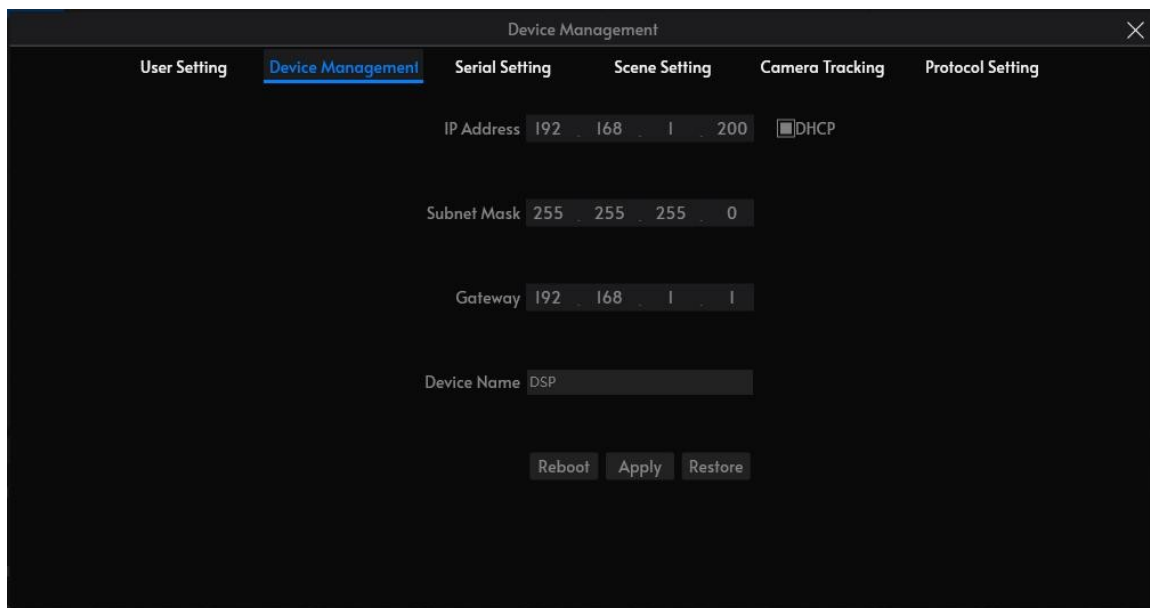 Device Management
User Setting Device Management Serial Setting Scene Setting Camera Tracking Protocol Setting
IP Address 192 . 168 . 1 . 200 DHCP
Subnet Mask 255 . 255 . 255 . 0
Gateway 192 . 168 . 1 . 1
Device Name DSP
Reboot Apply Restore